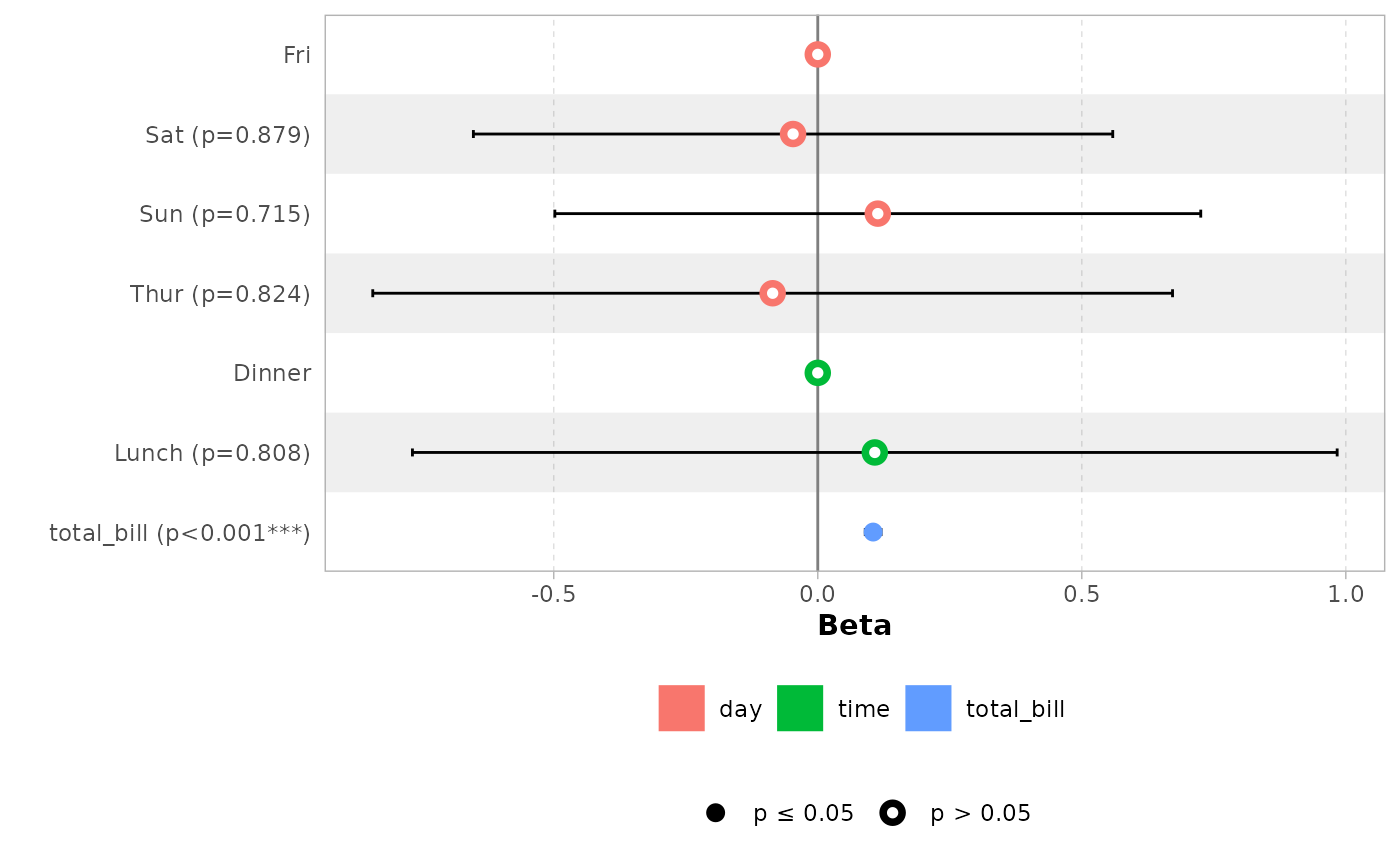 Fri
Sat (p=0.879)
Sun (p=0.715)
Thur (p=0.824)
Dinner
Lunch (p=0.808)
total_bill (p<0.001***)
-0.5 0.0 0.5 1.0
Beta
day time total_bill
p ≤ 0.05 p > 0.05